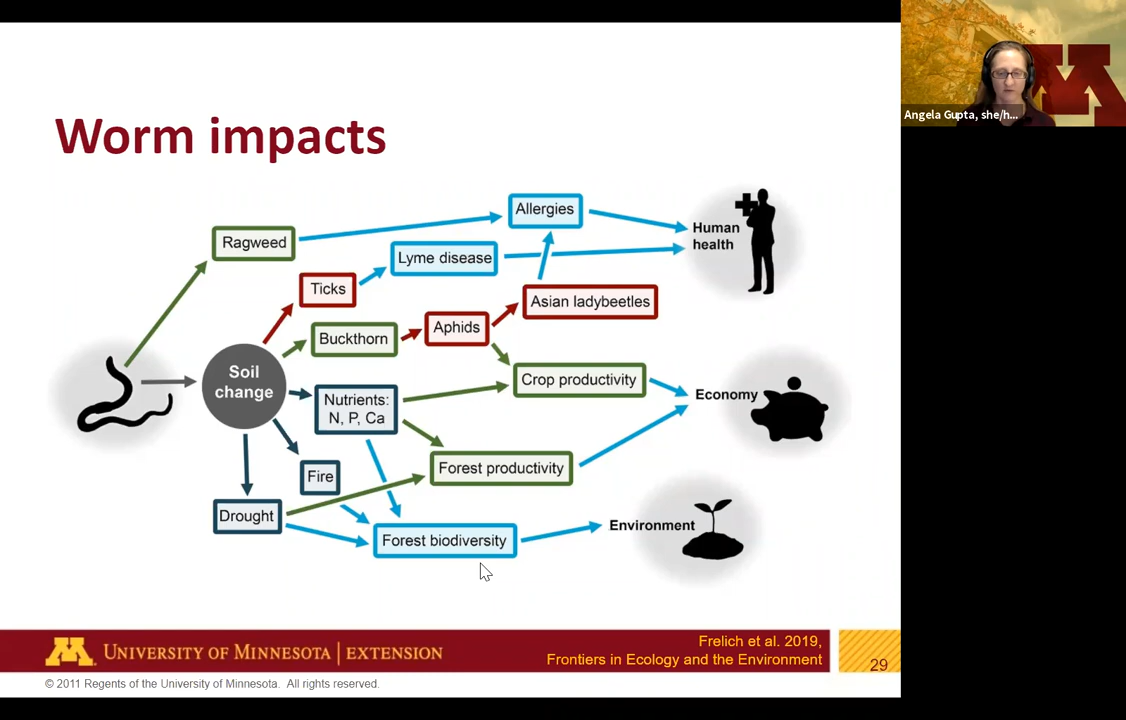 Angela Gupta, she/h...
Worm impacts
Allergies
Ragweed
Human
health
Lyme disease
Ticks
Asian ladybeetles
Buckthorn
Aphids
Soil
change
Crop productivity
Economy
Nutrients:
N, P, Ca
Forest productivity
Fire
Drought
Environment
Forest biodiversity
UNIVERSITY OF MINNESOTA | EXTENSION
Frelich et al. 2019,
Frontiers in Ecology and the Environment
29
© 2011 Regents of the University of Minnesota. All rights reserved.